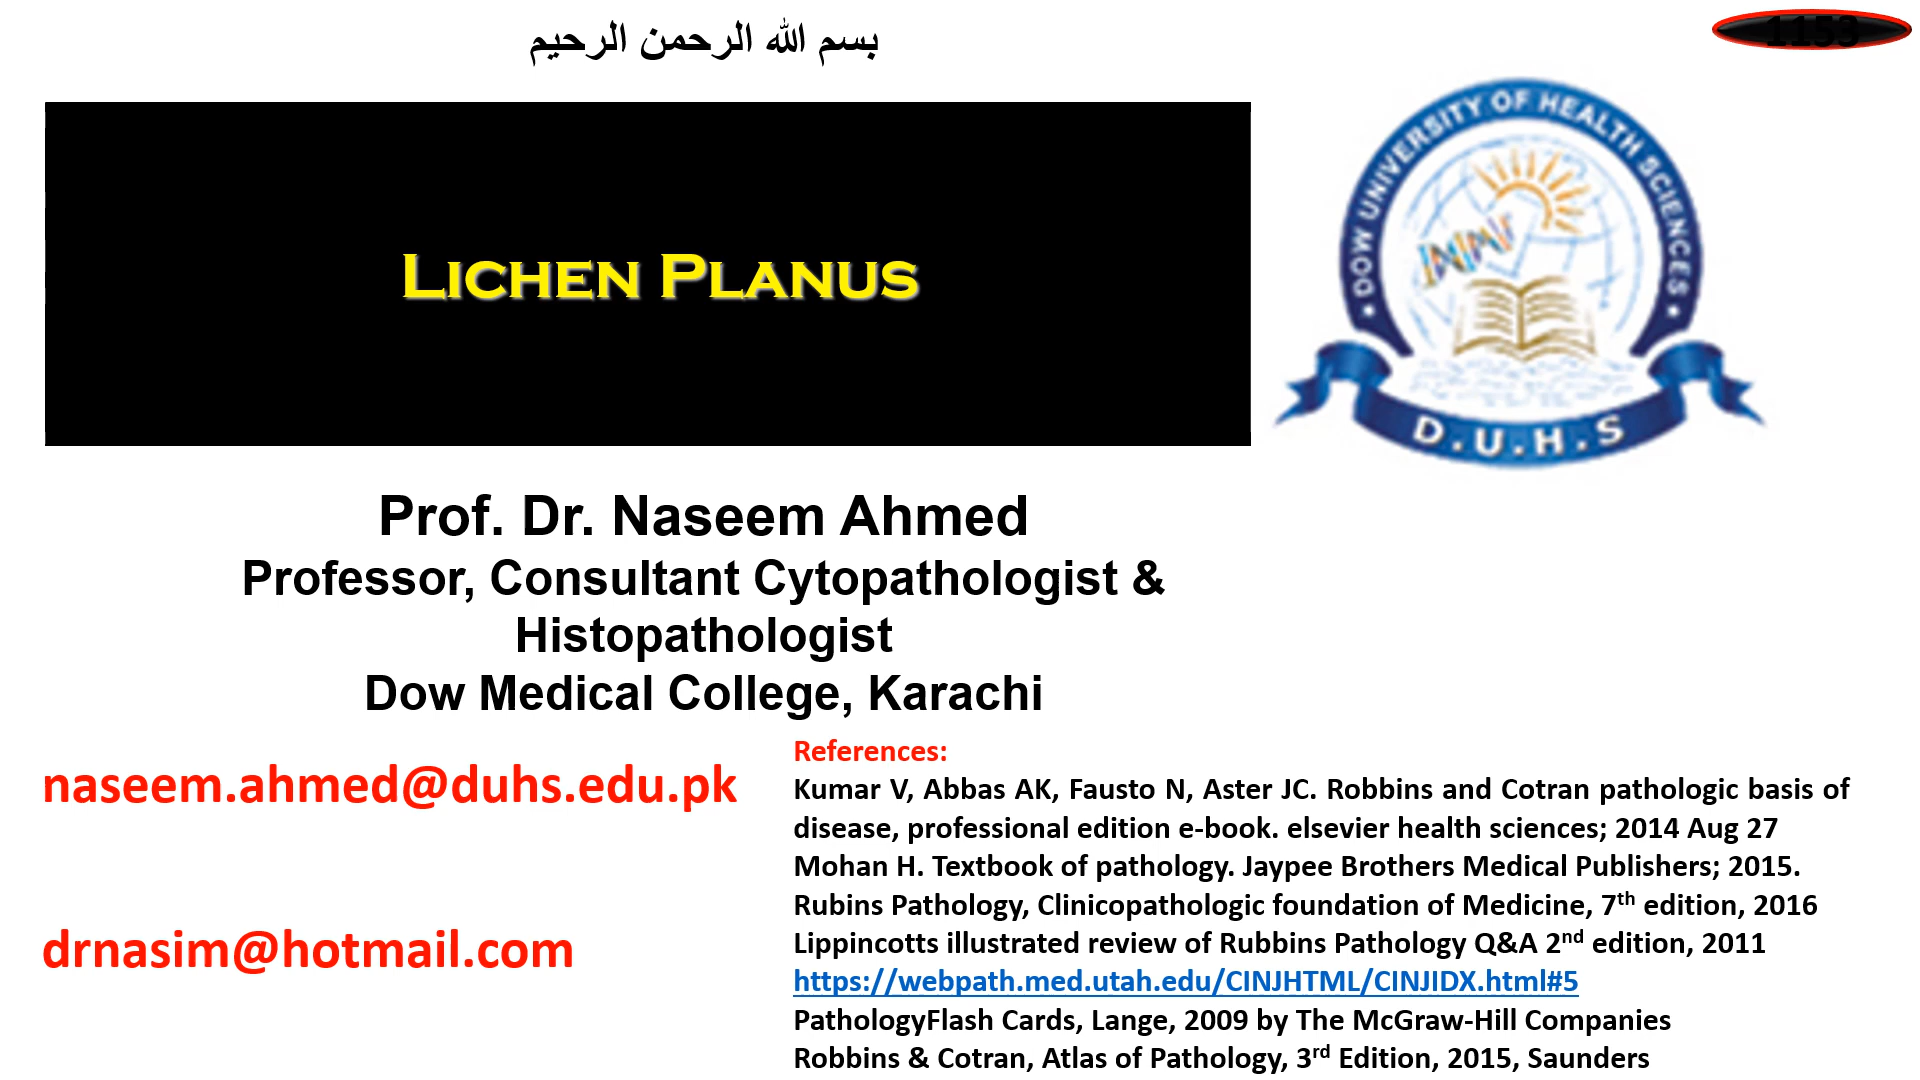 بسم الله الرحمن الرحيم
1153
LICHEN PLANUS
DOW UNIVERSITY OF HEALTH SCIENCES
D.U.H.S
Prof. Dr. Naseem Ahmed
Professor, Consultant Cytopathologist &
Histopathologist
Dow Medical College, Karachi
naseem.ahmed@duhs.edu.pk
drnasim@hotmail.com
References:
Kumar V, Abbas AK, Fausto N, Aster JC. Robbins and Cotran pathologic basis of
disease, professional edition e-book. elsevier health sciences; 2014 Aug 27
Mohan H. Textbook of pathology. Jaypee Brothers Medical Publishers; 2015.
Rubins Pathology, Clinicopathologic foundation of Medicine, 7th edition, 2016
Lippincotts illustrated review of Rubbins Pathology Q&A 2nd edition, 2011
https://webpath.med.utah.edu/CINJHTML/CINJIDX.html#5
PathologyFlash Cards, Lange, 2009 by The McGraw-Hill Companies
Robbins & Cotran, Atlas of Pathology, 3rd Edition, 2015, Saunders